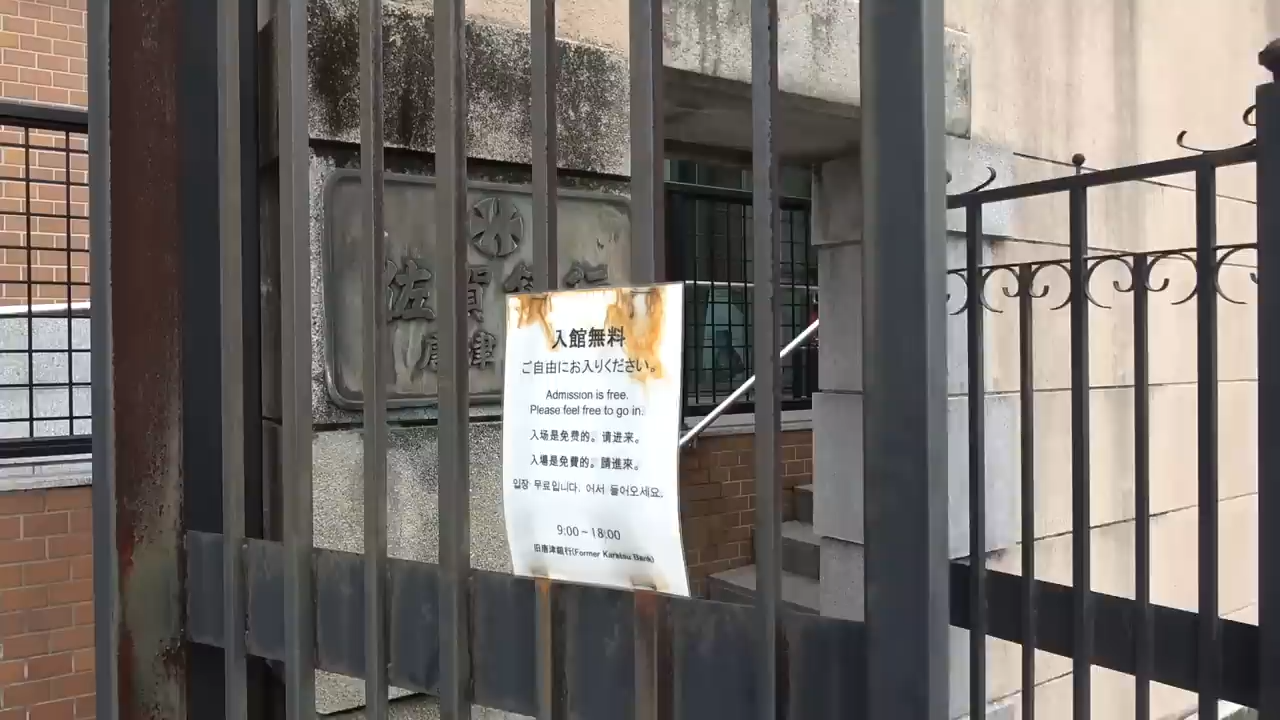 佐賀銀行
唐津
入館無料
ご自由にお入りください。
Admission is free.
Please feel free to go in.
入场是免费的。请进来。
入場是免費的。請進來。
입장 무료입니다. 어서 들어오세요.
9:00~18:00
旧唐津銀行(Former Karatsu Bank)